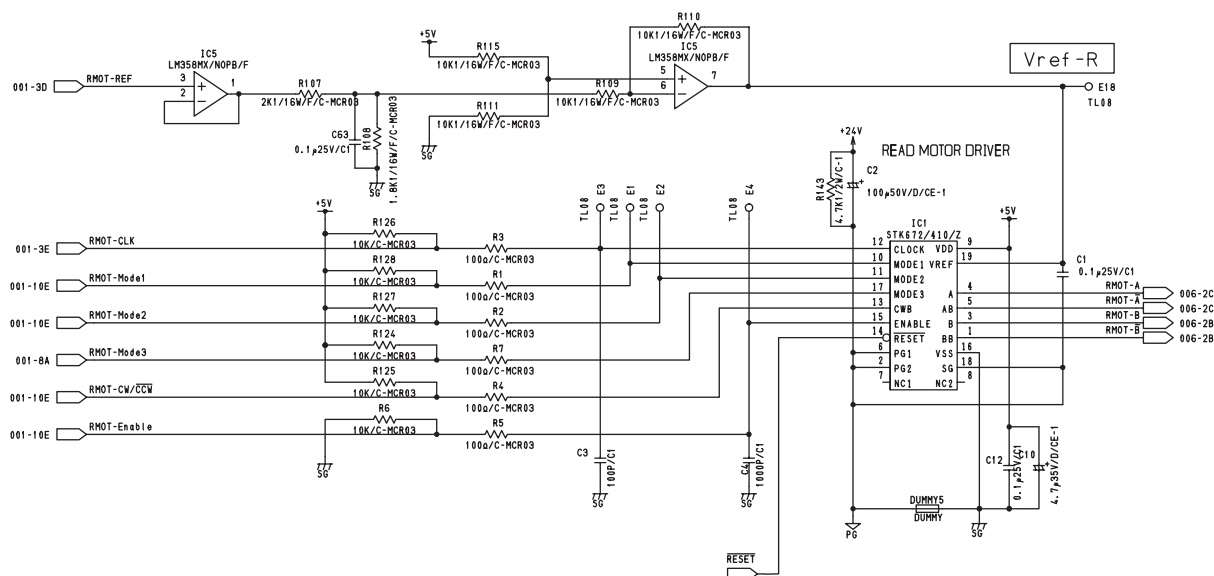 R110
10K1/16W/F/C-MCR03
+5V
R115
10K1/16W/F/C-MCR03
IC5
LM358MX/NOPB/F
IC5
LM358MX/NOPB/F
Vref-R
001-3D
RMOT-REF
3
2
1
R107
2K1/16W/F/C-MCR03
R109
10K1/16W/F/C-MCR03
5
6
7
E18
TL08
R111
10K1/16W/F/C-MCR03
SG
C63
0.1μ25V/C1
R108
1.8K1/16W/F/C-MCR03
SG
+24V
READ MOTOR DRIVER
R143
4.7K1/2W/C-1
C2
100μ50V/D/CE-1
TL08 E3
TL08 E1
TL08 E2
TL08 E4
+5V
+5V
IC1
STK672/410/Z
001-3E
RMOT-CLK
R126
10K/C-MCR03
R3
100Ω/C-MCR03
12 CLOCK VDD 9
10 MODE1 VREF 19
11 MODE2
17 MODE3 A 4
13 CWB AB 5
15 ENABLE B 3
14 RESET BB 1
6 PG1 VSS 16
2 PG2 SG 18
7 NC1 NC2 8
C1
0.1μ25V/C1
RMOT-A
006-2C
RMOT-A
006-2C
RMOT-B
006-2B
RMOT-B
006-2B
001-10E
RMOT-Mode1
R128
10K/C-MCR03
R1
100Ω/C-MCR03
001-10E
RMOT-Mode2
R127
10K/C-MCR03
R2
100Ω/C-MCR03
001-8A
RMOT-Mode3
R124
10K/C-MCR03
R7
100Ω/C-MCR03
001-10E
RMOT-CW/CCW
R125
10K/C-MCR03
R4
100Ω/C-MCR03
001-10E
RMOT-Enable
R6
10K/C-MCR03
R5
100Ω/C-MCR03
SG
C3
100P/C1
SG
C4
1000P/C1
SG
C12
0.1μ25V/C1
C10
4.7μ35V/D/CE-1
DUMMY5
DUMMY
PG
SG
RESET